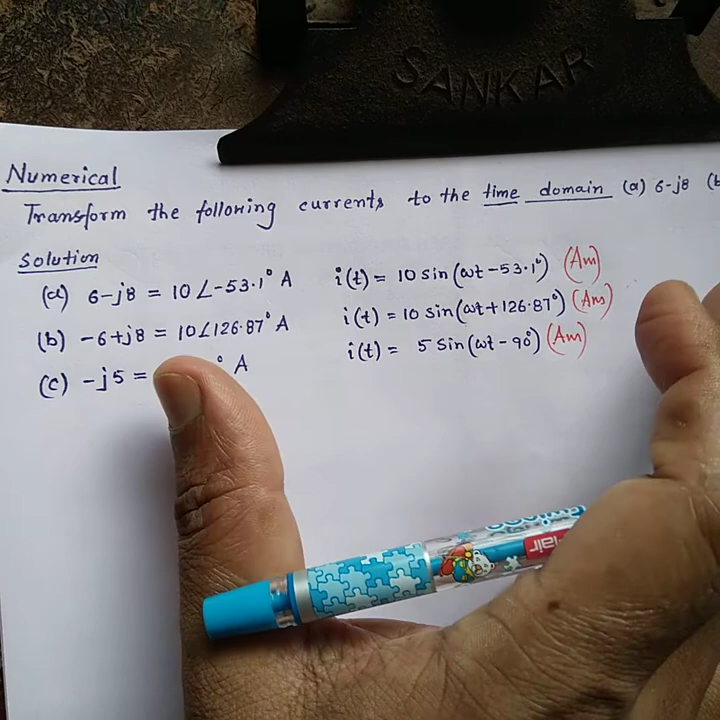 SANKAR
Numerical
Transform the following currents to the time domain (a) 6-j8 (b
Solution
(a) 6-j8 = 10∠-53.1° A i(t) = 10 sin(ωt-53.1°) (Am)
(b) -6+j8 = 10∠126.87° A i(t) = 10 sin(ωt+126.87°) (Am)
(c) -j5 = ° A i(t) = 5 sin(ωt-90°) (Am)